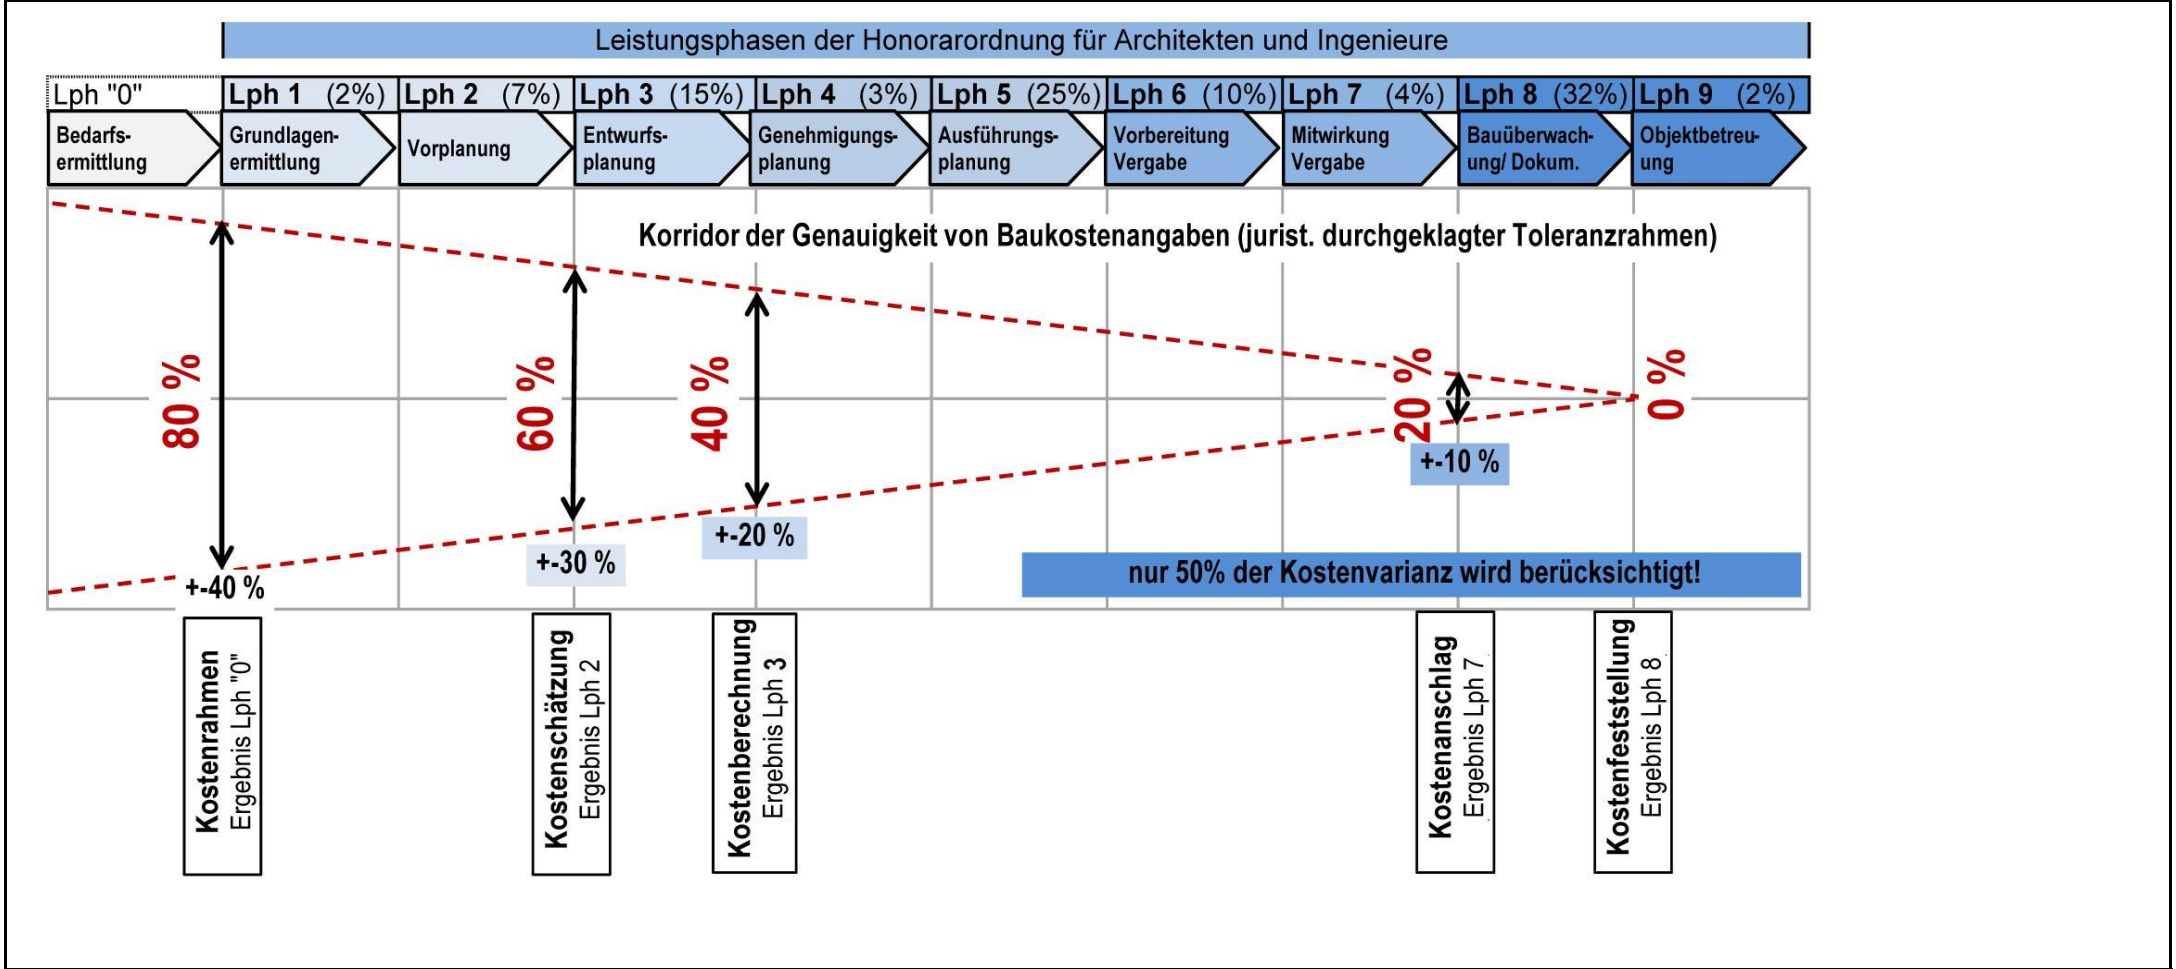 Leistungsphasen der Honorarordnung für Architekten und Ingenieure
Lph "0"
Lph 1 (2%)
Lph 2 (7%)
Lph 3 (15%)
Lph 4 (3%)
Lph 5 (25%)
Lph 6 (10%)
Lph 7 (4%)
Lph 8 (32%)
Lph 9 (2%)
Bedarfs-
ermittlung
Grundlagen-
ermittlung
Vorplanung
Entwurfs-
planung
Genehmigungs-
planung
Ausführungs-
planung
Vorbereitung
Vergabe
Mitwirkung
Vergabe
Bauüberwach-
ung/ Dokum.
Objektbetreu-
ung
Korridor der Genauigkeit von Baukostenangaben (jurist. durchgeklagter Toleranzrahmen)
80 %
60 %
40 %
20 %
0 %
+-40 %
+-30 %
+-20 %
+-10 %
nur 50% der Kostenvarianz wird berücksichtigt!
Kostenrahmen
Ergebnis Lph "0"
Kostenschätzung
Ergebnis Lph 2
Kostenberechnung
Ergebnis Lph 3
Kostenanschlag
Ergebnis Lph 7
Kostenfeststellung
Ergebnis Lph 8